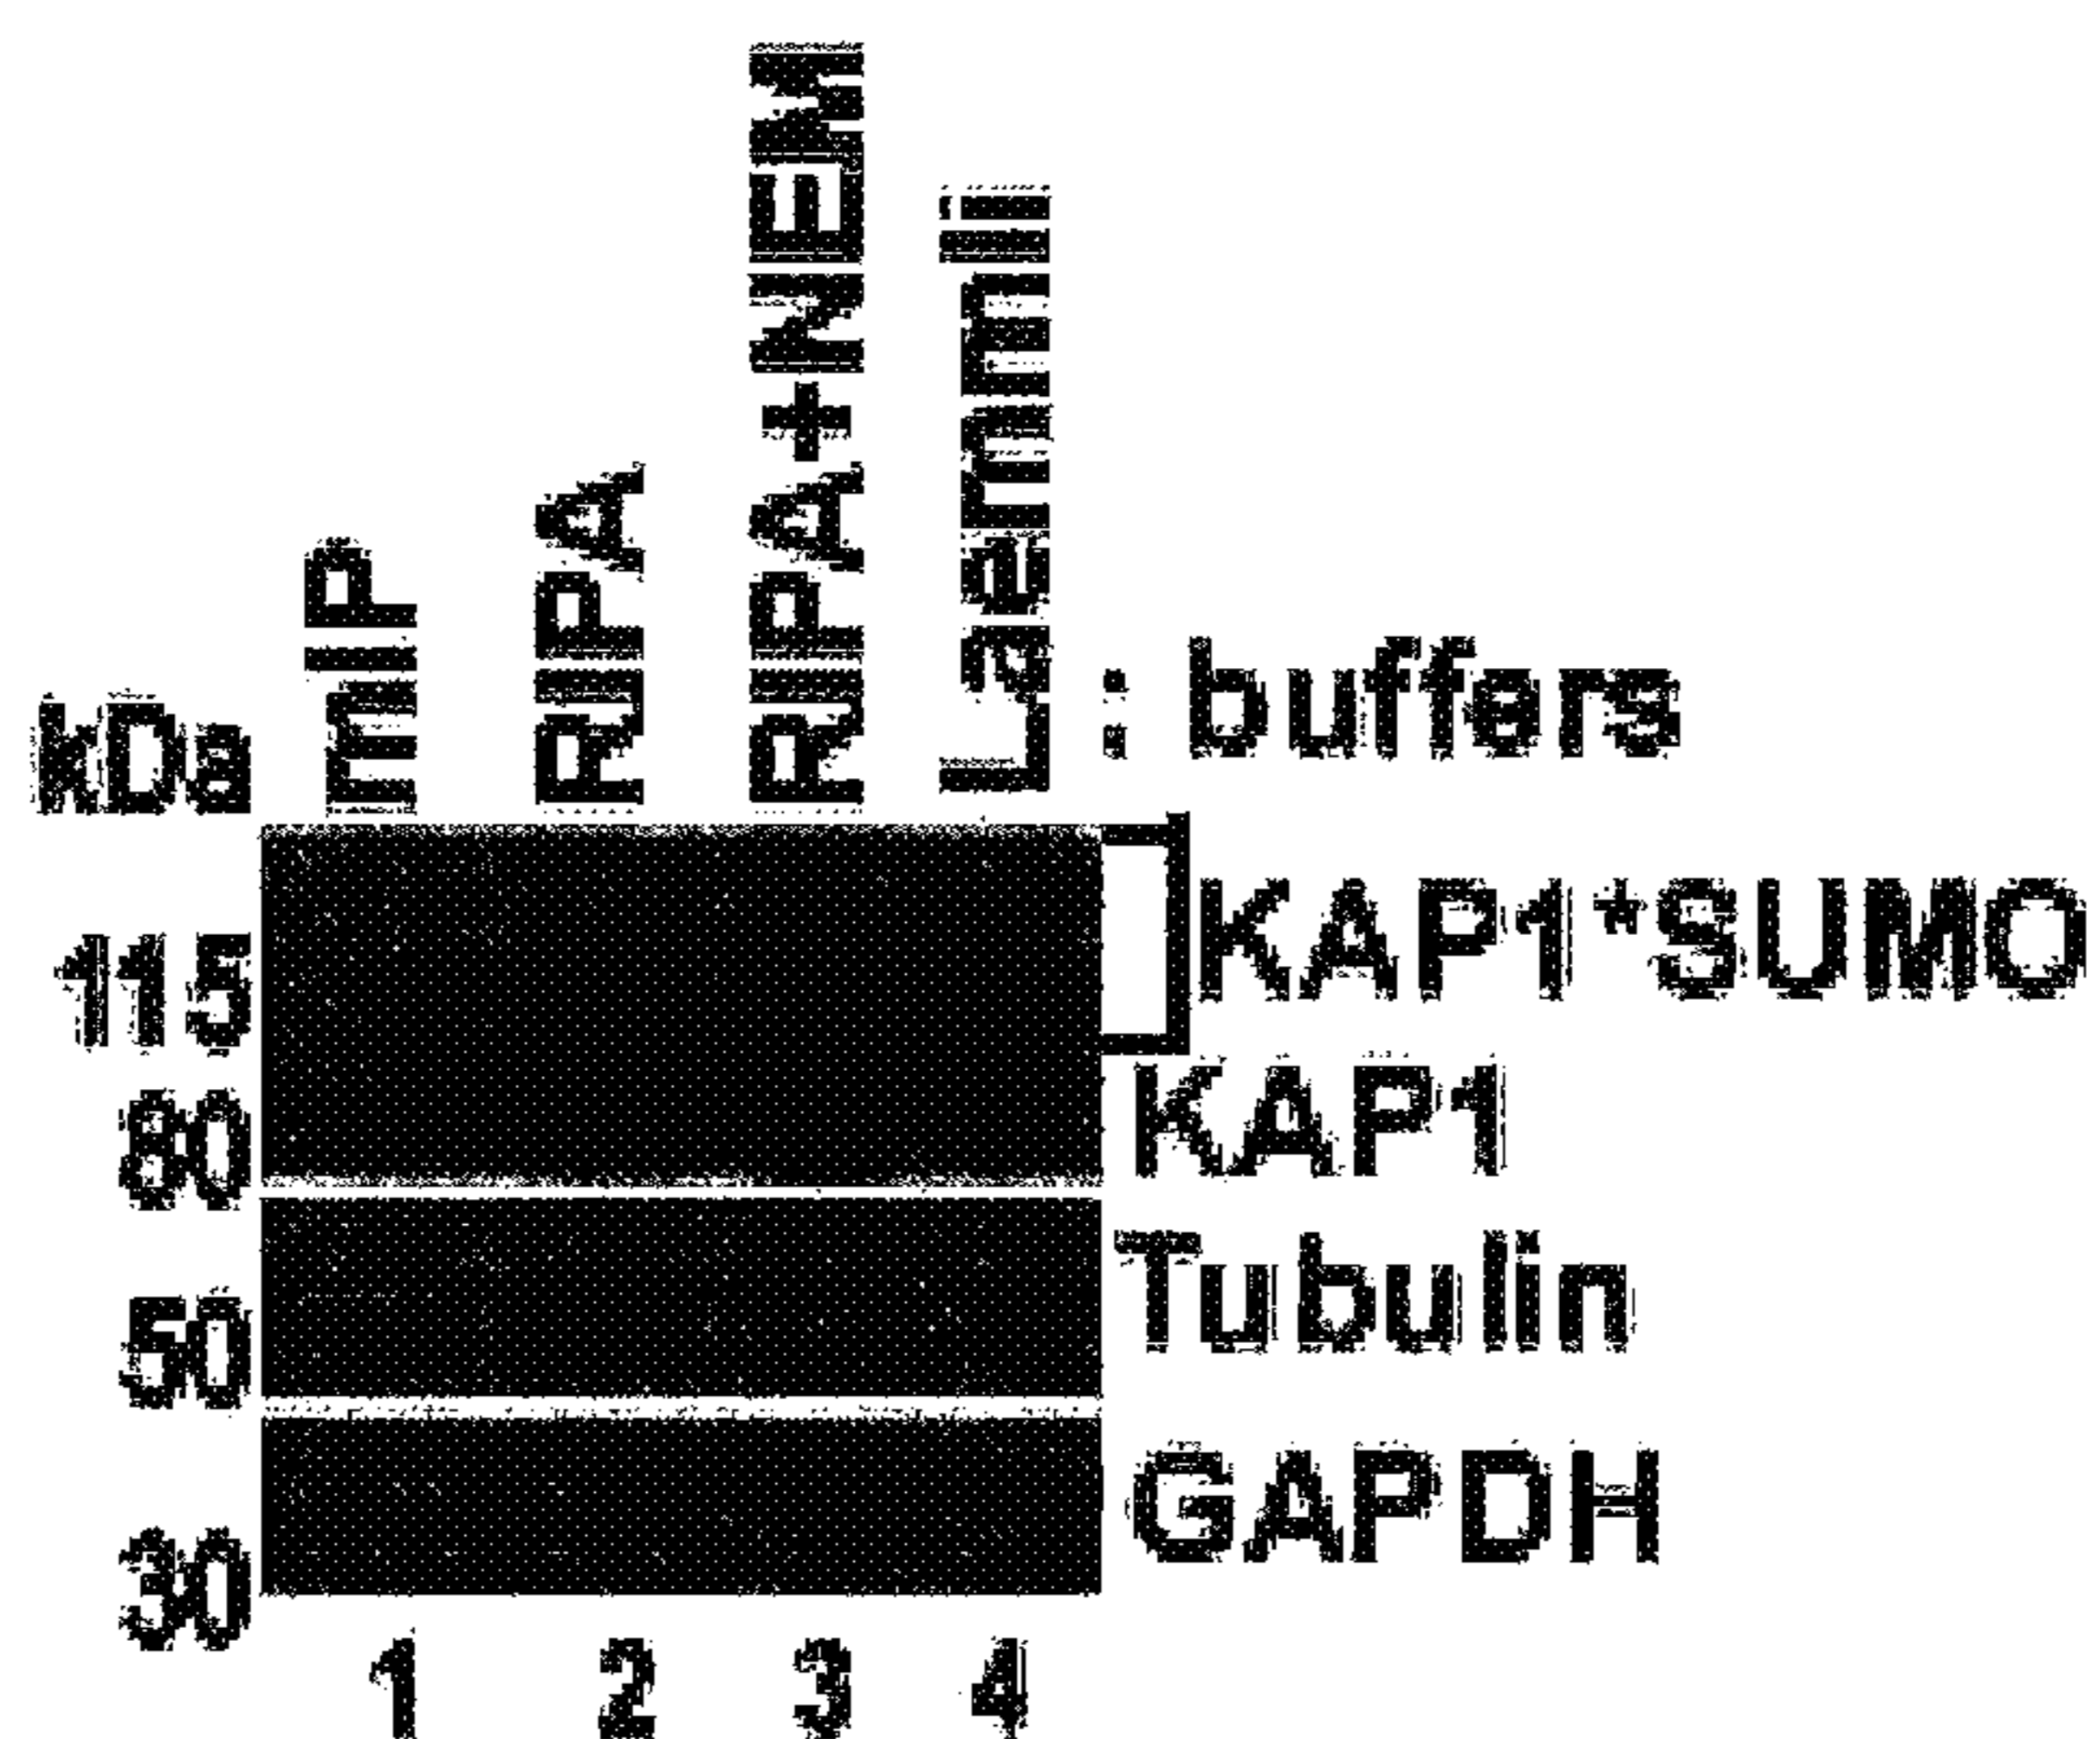 mIP
RIPA
RIPA+NEM
Laemmli
: buffers
kDa
115
80
50
30
KAP1*SUMO
KAP1
Tubulin
GAPDH
1 2 3 4